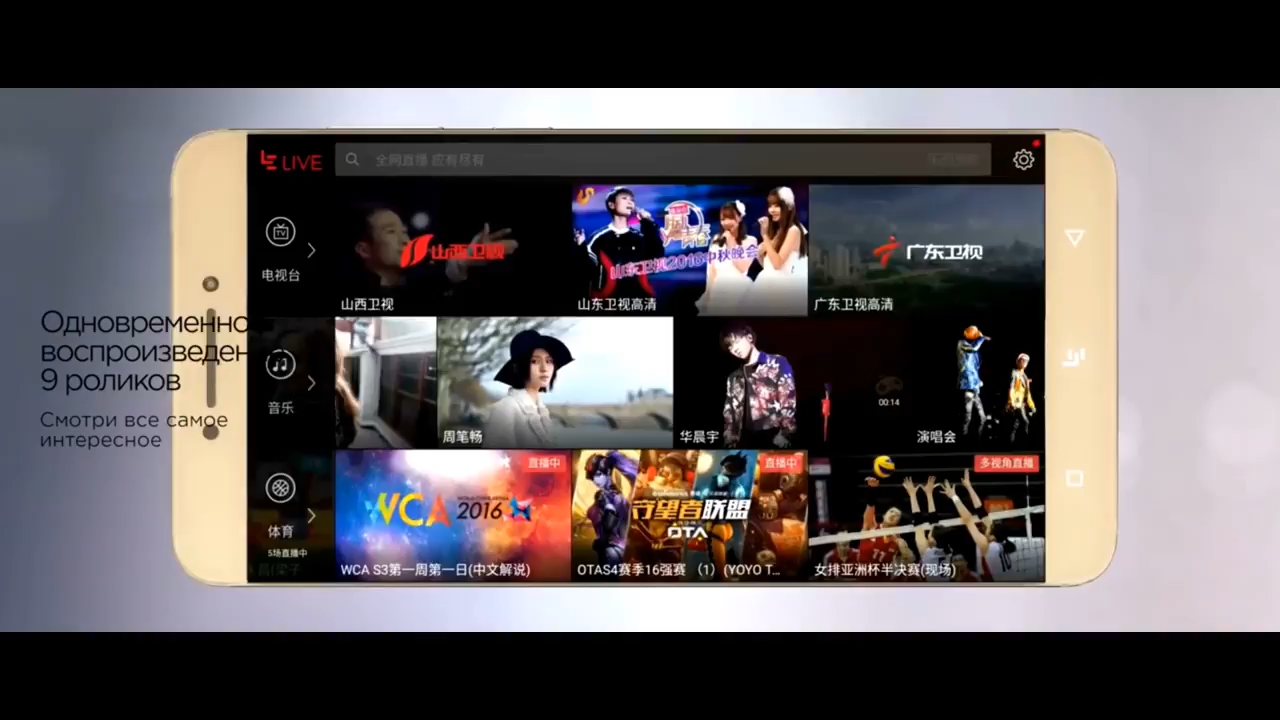 LIVE
全网直播 应有尽有
TV
电视台
山西卫视
山西卫视
山东卫视2016中秋晚会
山东卫视高清
广东卫视
广东卫视高清
Одновременно
воспроизведен
9 роликов
Смотри все самое
интересное
音乐
周笔畅
华晨宇
00:14
演唱会
体育
5场直播中
直播中
WCA
2016
WCA S3第一周第一日(中文解说)
直播中
守望者联盟
OTA
OTAS4赛季16强赛 （1）(YOYO T...
多视角直播
女排亚洲杯半决赛(现场)